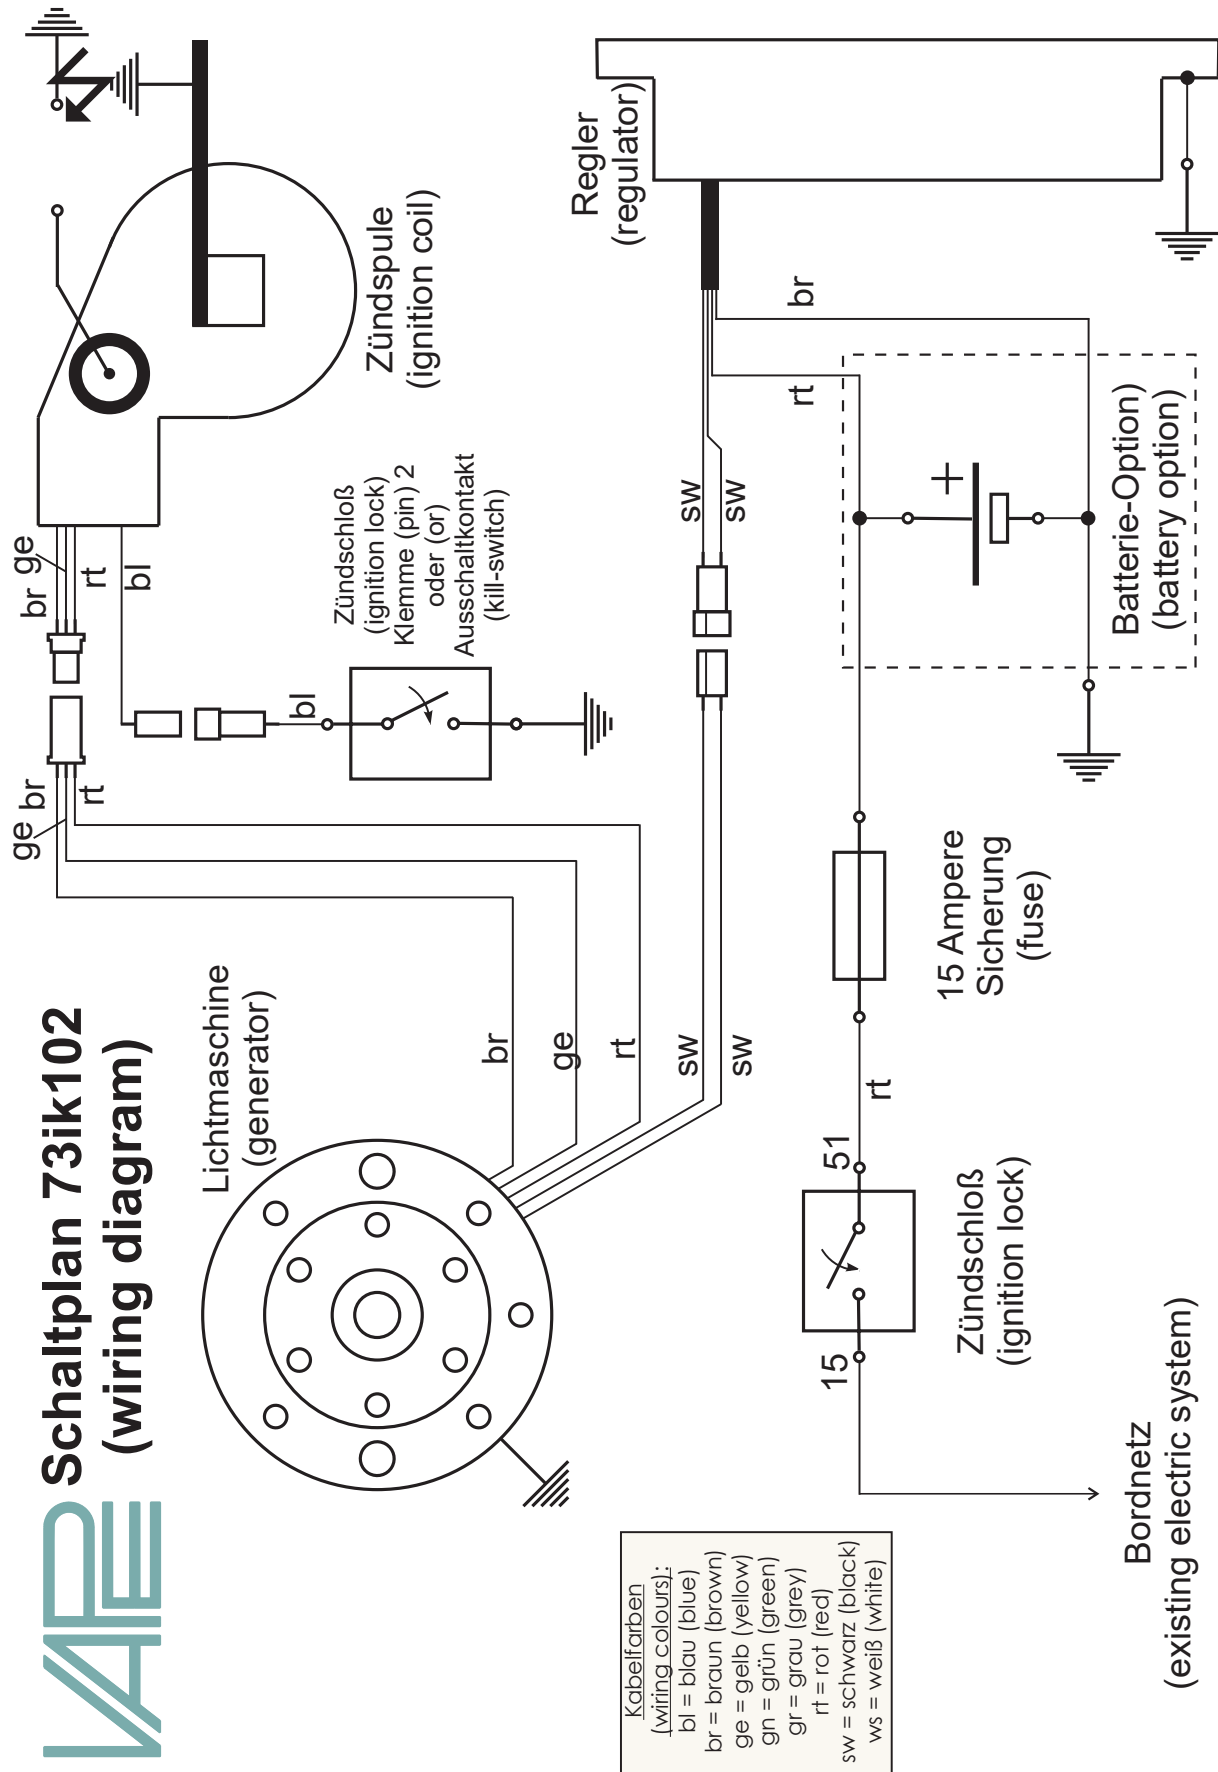 VAPE
Schaltplan 73ik102
(wiring diagram)
Lichtmaschine
(generator)
ge
br
rt
br
ge
rt
bl
br
ge
rt
sw
sw
Zündspule
(ignition coil)
Zündschloß
(ignition lock)
Klemme (pin) 2
oder (or)
Ausschaltkontakt
(kill-switch)
bl
Regler
(regulator)
sw
sw
rt
br
Batterie-Option)
(battery option)
+
15 Ampere
Sicherung
(fuse)
rt
15
51
Zündschloß
(ignition lock)
Bordnetz
(existing electric system)
Kabelfarben
(wiring colours):
bl = blau (blue)
br = braun (brown)
ge = gelb (yellow)
gn = grün (green)
gr = grau (grey)
rt = rot (red)
sw = schwarz (black)
ws = weiß (white)